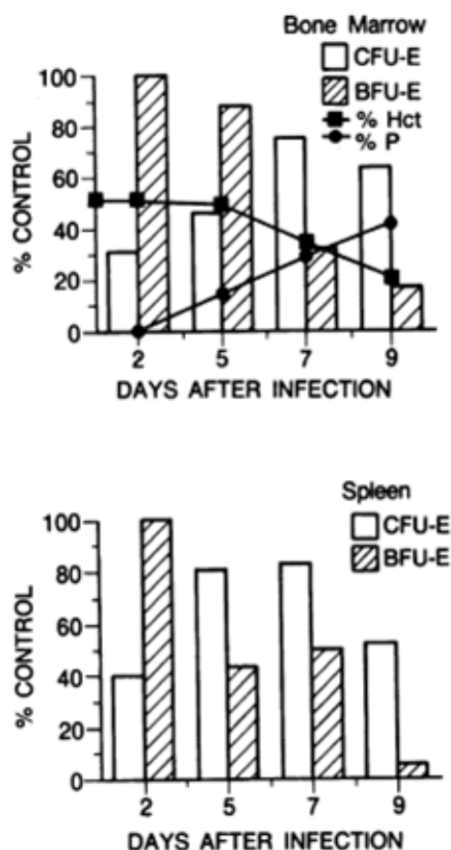 Bone Marrow
CFU-E
BFU-E
% Hct
% P
% CONTROL
100
80
60
40
20
0
2 5 7 9
DAYS AFTER INFECTION
Spleen
CFU-E
BFU-E
% CONTROL
100
80
60
40
20
0
2 5 7 9
DAYS AFTER INFECTION